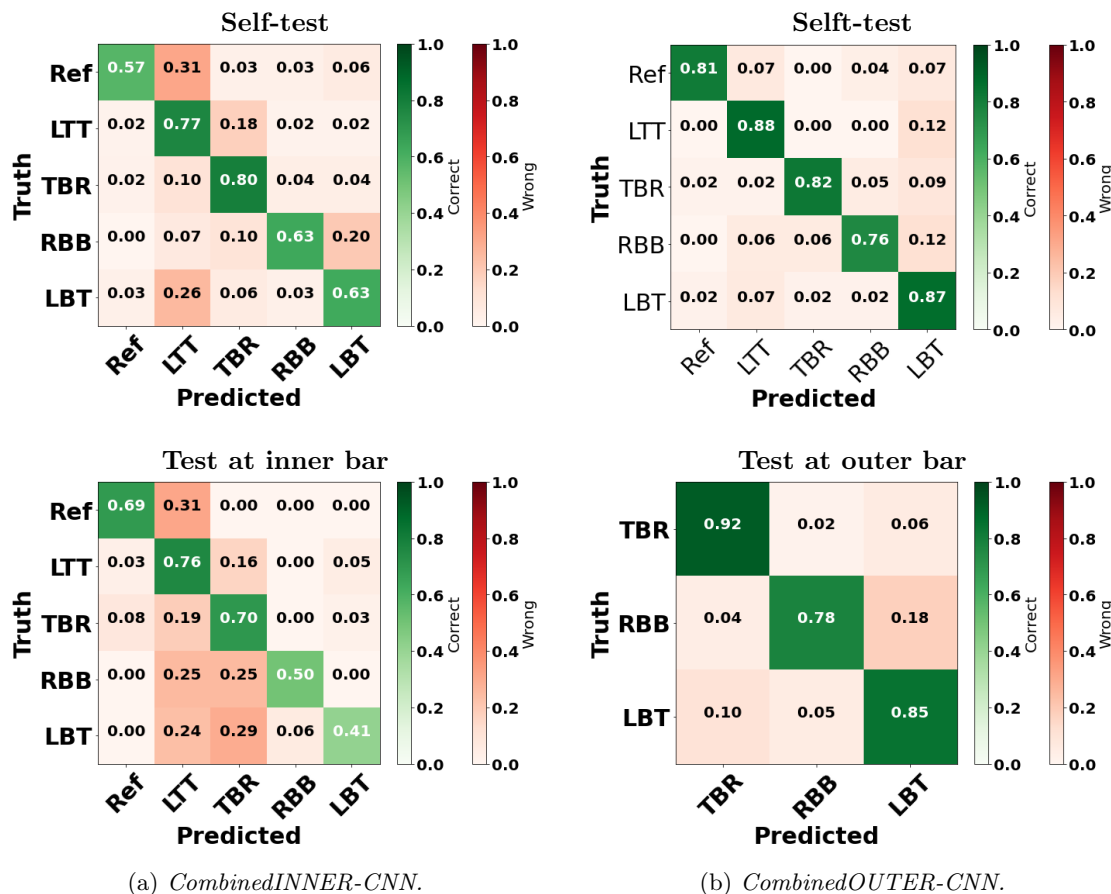 Self-test
Ref 0.57 0.31 0.03 0.03 0.06
LTT 0.02 0.77 0.18 0.02 0.02
TBR 0.02 0.10 0.80 0.04 0.04
RBB 0.00 0.07 0.10 0.63 0.20
LBT 0.03 0.26 0.06 0.03 0.63
Truth
Ref LTT TBR RBB LBT
Predicted
1.0 0.8 0.6 0.4 0.2 0.0
Correct
1.0 0.8 0.6 0.4 0.2 0.0
Wrong
Selft-test
Ref 0.81 0.07 0.00 0.04 0.07
LTT 0.00 0.88 0.00 0.00 0.12
TBR 0.02 0.02 0.82 0.05 0.09
RBB 0.00 0.06 0.06 0.76 0.12
LBT 0.02 0.07 0.02 0.02 0.87
Truth
Ref LTT TBR RBB LBT
Predicted
1.0 0.8 0.6 0.4 0.2 0.0
Correct
1.0 0.8 0.6 0.4 0.2 0.0
Wrong
Test at inner bar
Ref 0.69 0.31 0.00 0.00 0.00
LTT 0.03 0.76 0.16 0.00 0.05
TBR 0.08 0.19 0.70 0.00 0.03
RBB 0.00 0.25 0.25 0.50 0.00
LBT 0.00 0.24 0.29 0.06 0.41
Truth
Ref LTT TBR RBB LBT
Predicted
1.0 0.8 0.6 0.4 0.2 0.0
Correct
1.0 0.8 0.6 0.4 0.2 0.0
Wrong
(a) CombinedINNER-CNN.
Test at outer bar
TBR 0.92 0.02 0.06
RBB 0.04 0.78 0.18
LBT 0.10 0.05 0.85
Truth
TBR RBB LBT
Predicted
1.0 0.8 0.6 0.4 0.2 0.0
Correct
1.0 0.8 0.6 0.4 0.2 0.0
Wrong
(b) CombinedOUTER-CNN.